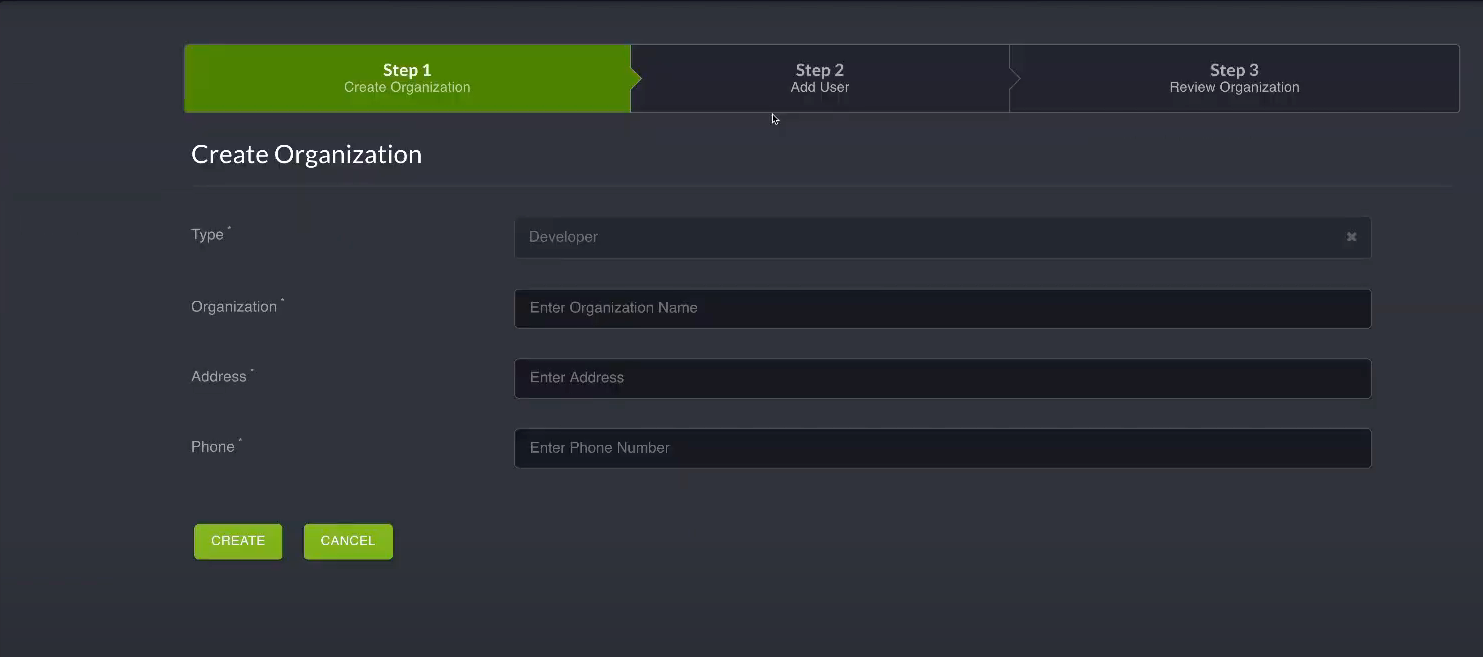 Step 1
Create Organization
Step 2
Add User
Step 3
Review Organization
Create Organization
Type *
Developer
Organization *
Enter Organization Name
Address *
Enter Address
Phone *
Enter Phone Number
CREATE
CANCEL